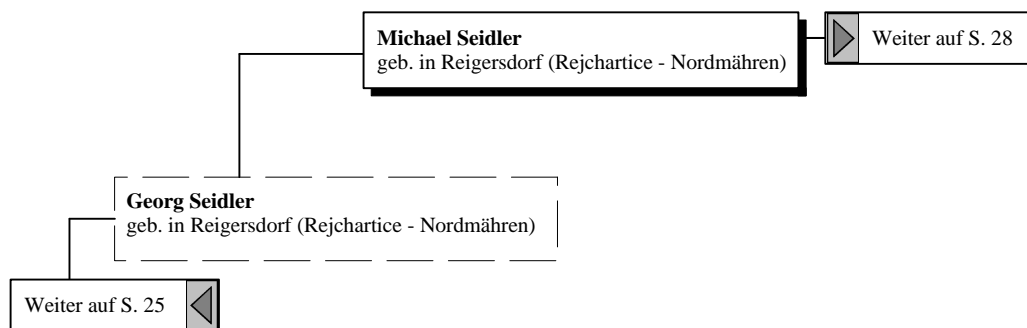 Michael Seidler
geb. in Reigersdorf (Rejchartice - Nordmähren)
Weiter auf S. 28
Georg Seidler
geb. in Reigersdorf (Rejchartice - Nordmähren)
Weiter auf S. 25